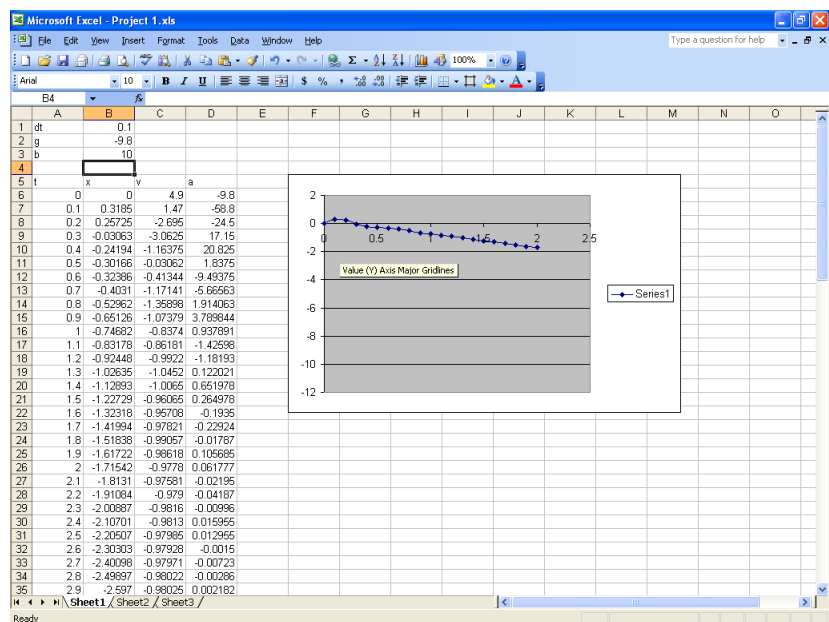 Microsoft Excel - Project 1.xls
File Edit View Insert Format Tools Data Window Help
Type a question for help
100%
Arial 10 B I U $ % ,
B4 fx
A B C D E F G H I J K L M N O
1 dt 0.1
2 g -9.8
3 b 10
4
5 t x v a
6 0 0 4.9 -9.8
7 0.1 0.3185 1.47 -58.8
8 0.2 0.25725 -2.695 -24.5
9 0.3 -0.03063 -3.0625 17.15
10 0.4 -0.24194 -1.16375 20.825
11 0.5 -0.30166 -0.03062 1.8375
12 0.6 -0.32386 -0.41344 -9.49375
13 0.7 -0.4031 -1.17141 -5.66563
14 0.8 -0.52962 -1.35898 1.914063
15 0.9 -0.65126 -1.07379 3.789844
16 1 -0.74682 -0.8374 0.937891
17 1.1 -0.83178 -0.86181 -1.42598
18 1.2 -0.92448 -0.9922 -1.18193
19 1.3 -1.02635 -1.0452 0.122021
20 1.4 -1.12893 -1.0065 0.651978
21 1.5 -1.22729 -0.96065 0.264978
22 1.6 -1.32318 -0.95708 -0.1935
23 1.7 -1.41994 -0.97821 -0.22924
24 1.8 -1.51838 -0.99057 -0.01787
25 1.9 -1.61722 -0.98618 0.105685
26 2 -1.71542 -0.9778 0.061777
27 2.1 -1.8131 -0.97581 -0.02195
28 2.2 -1.91084 -0.979 -0.04187
29 2.3 -2.00887 -0.9816 -0.00996
30 2.4 -2.10701 -0.9813 0.015955
31 2.5 -2.20507 -0.97985 0.012955
32 2.6 -2.30303 -0.97928 -0.0015
33 2.7 -2.40098 -0.97971 -0.00723
34 2.8 -2.49897 -0.98022 -0.00286
35 2.9 -2.597 -0.98025 0.002182
2
0
0 0.5 1 1.5 2 2.5
-2
Value (Y) Axis Major Gridlines
-4
Series1
-6
-8
-10
-12
Sheet1 Sheet2 Sheet3
Ready